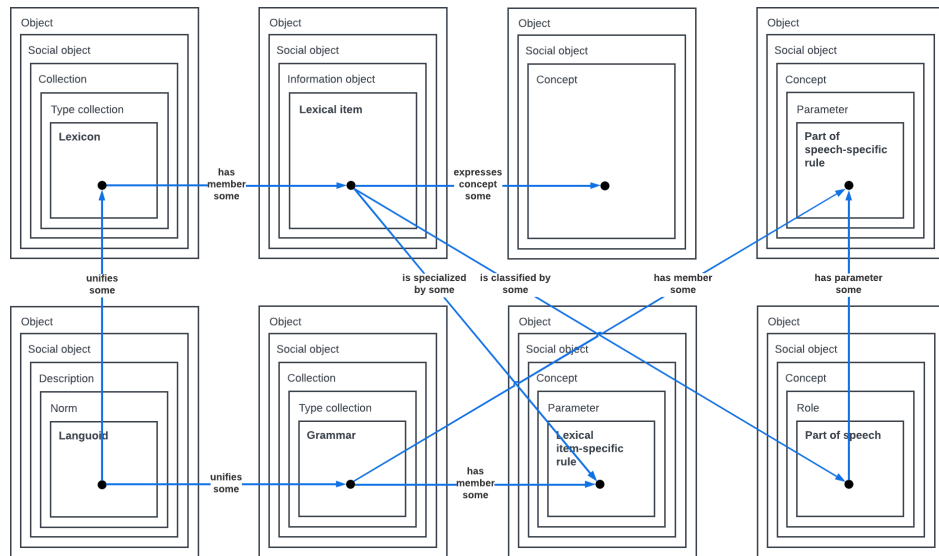 Object
Social object
Collection
Type collection
Lexicon
Object
Social object
Information object
Lexical item
Object
Social object
Concept
Object
Social object
Concept
Parameter
Part of
speech-specific
rule
has
member
some
expresses
concept
some
unifies
some
is specialized
by some
is classified by
some
has member
some
has parameter
some
Object
Social object
Description
Norm
Languoid
Object
Social object
Collection
Type collection
Grammar
Object
Social object
Concept
Parameter
Lexical
item-specific
rule
Object
Social object
Concept
Role
Part of speech
unifies
some
has
member
some